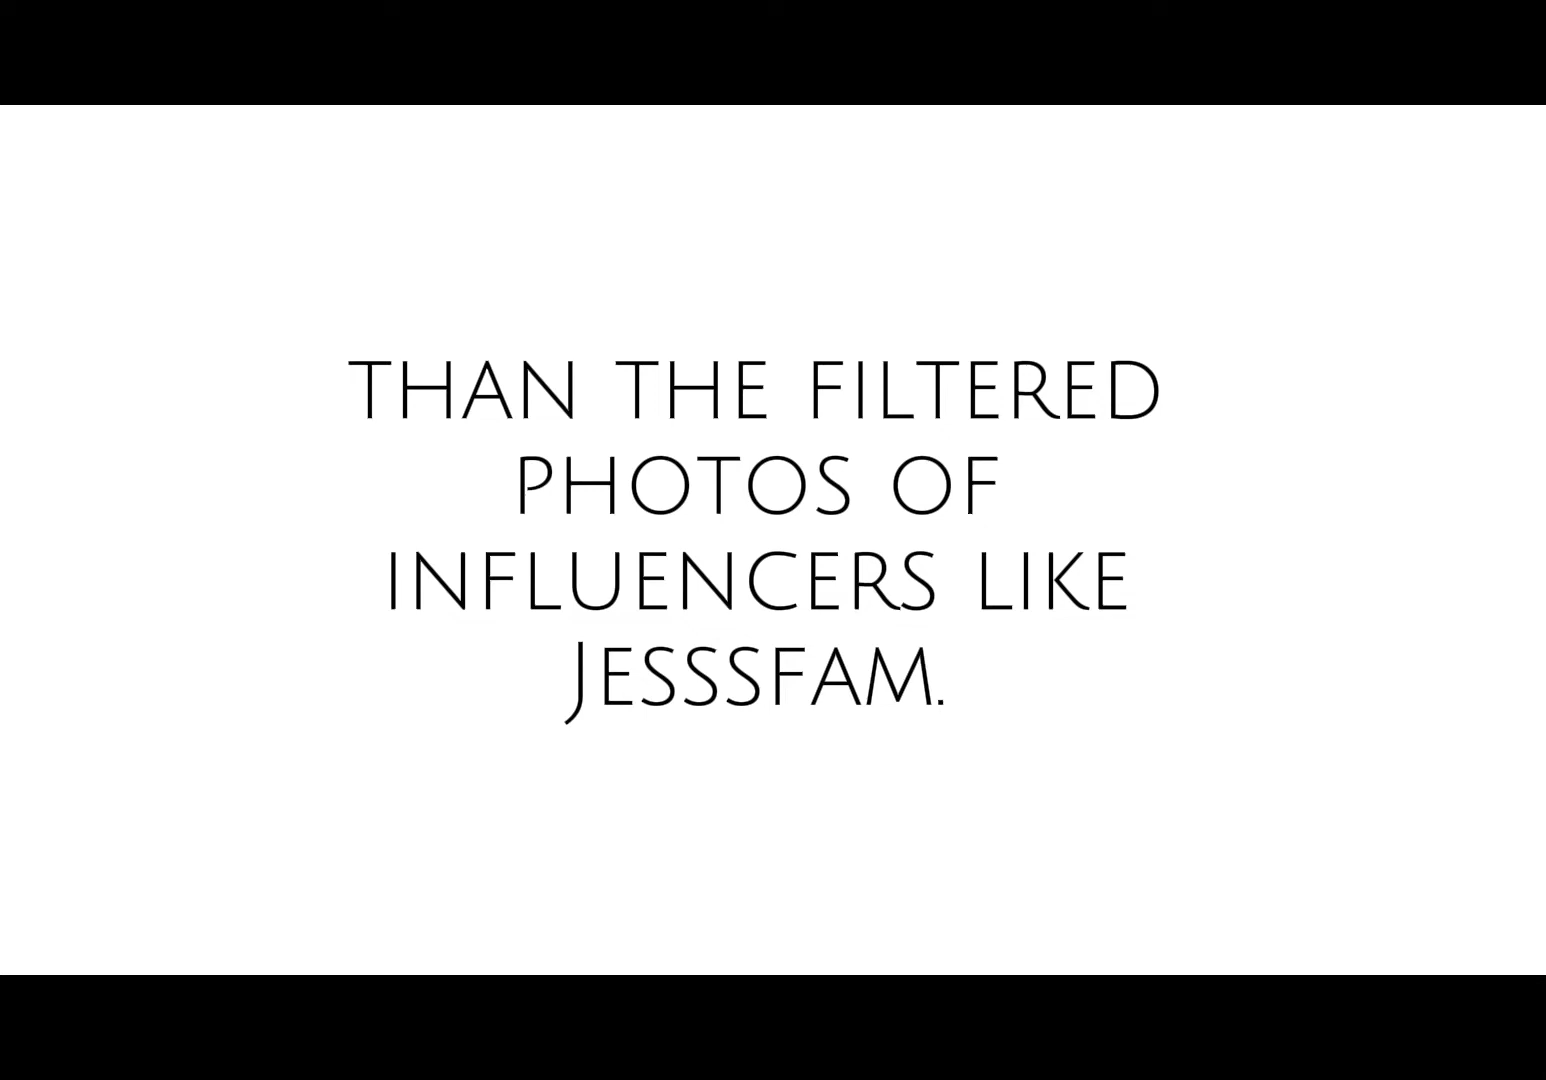 THAN THE FILTERED
PHOTOS OF
INFLUENCERS LIKE
JESSSFAM.